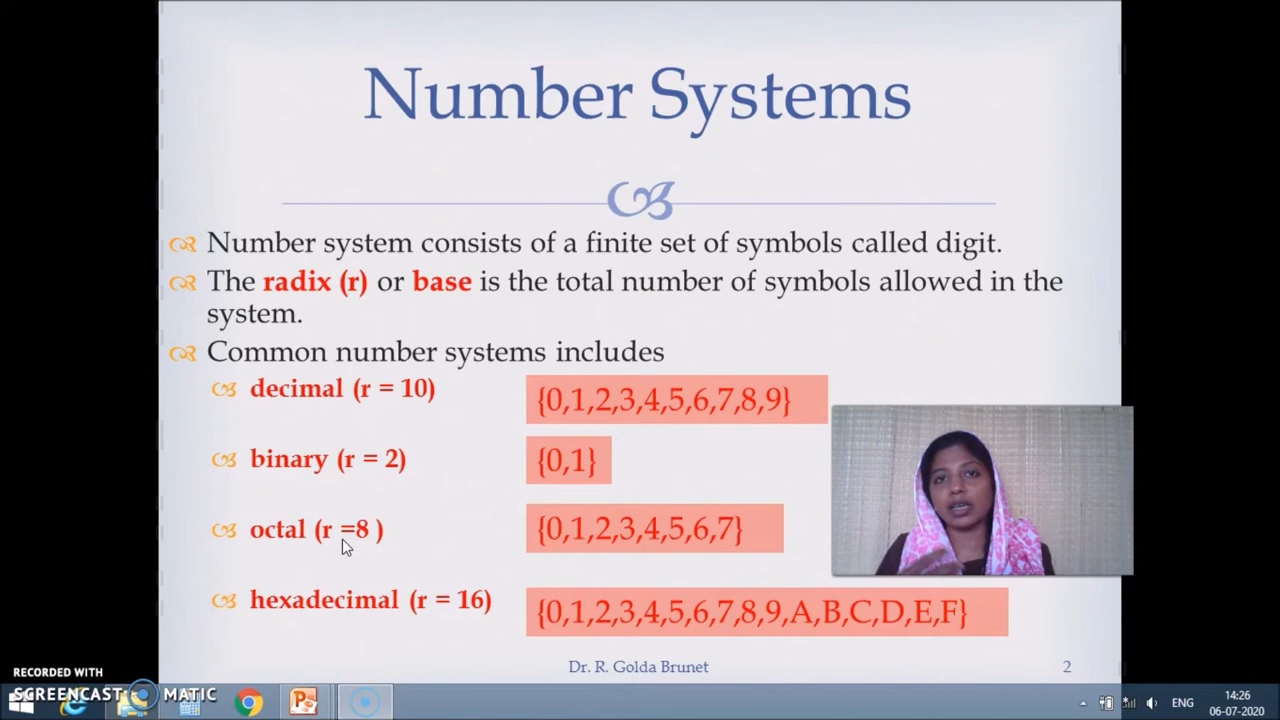 Number Systems
Number system consists of a finite set of symbols called digit.
The radix (r) or base is the total number of symbols allowed in the
system.
Common number systems includes
decimal (r = 10) {0,1,2,3,4,5,6,7,8,9}
binary (r = 2) {0,1}
octal (r =8 ) {0,1,2,3,4,5,6,7}
hexadecimal (r = 16) {0,1,2,3,4,5,6,7,8,9,A,B,C,D,E,F}
Dr. R. Golda Brunet 2
RECORDED WITH
SCREENCAST MATIC
ENG
14:26
06-07-2020